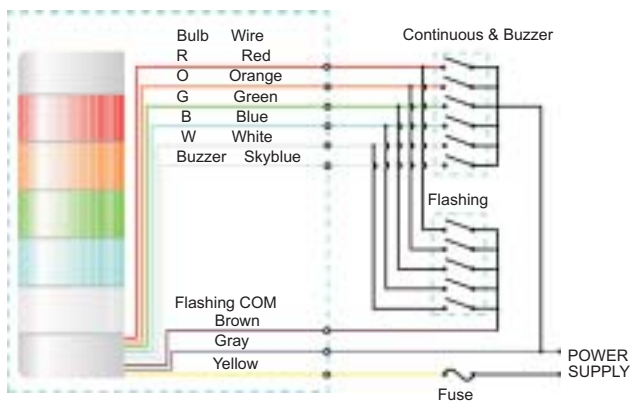 Bulb Wire
Continuous & Buzzer
R Red
O Orange
G Green
B Blue
W White
Buzzer Skyblue
Flashing
Flashing COM
Brown
Gray
Yellow
POWER
SUPPLY
Fuse